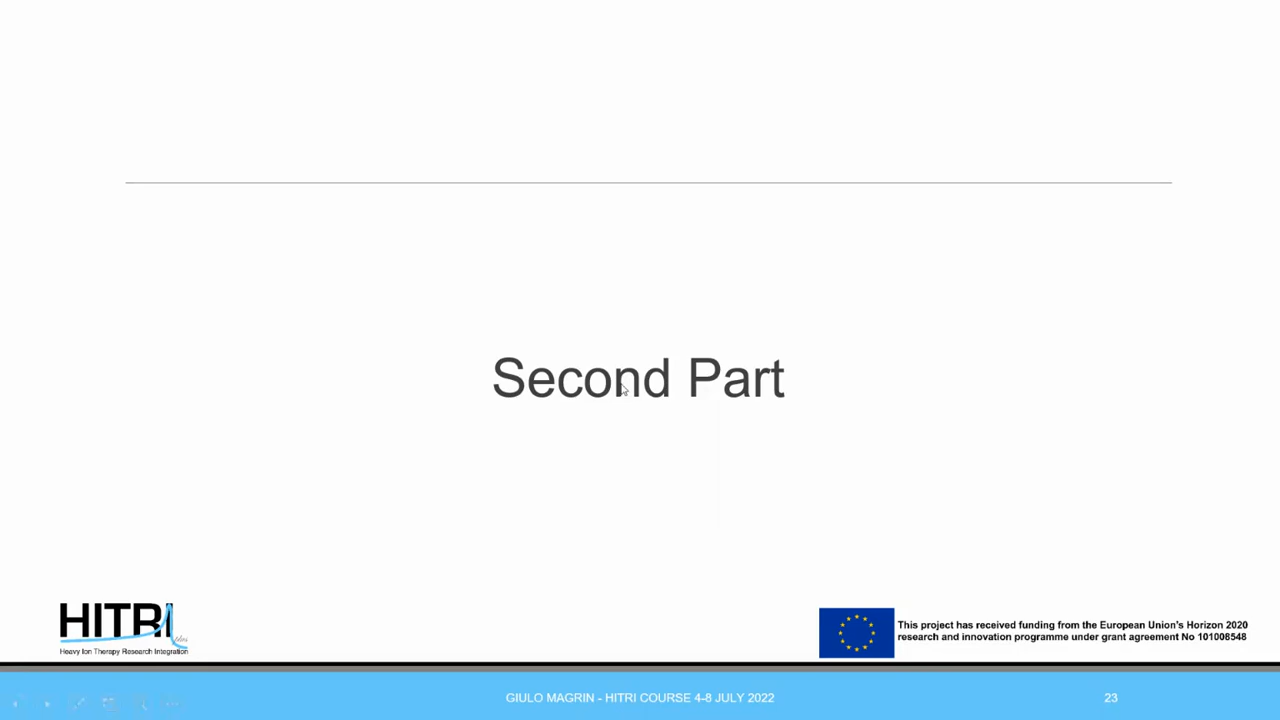 Second Part
HITRI
Heavy Ion Therapy Research Integration
This project has received funding from the European Union's Horizon 2020
research and innovation programme under grant agreement No 101008548
GIULO MAGRIN - HITRI COURSE 4-8 JULY 2022
23